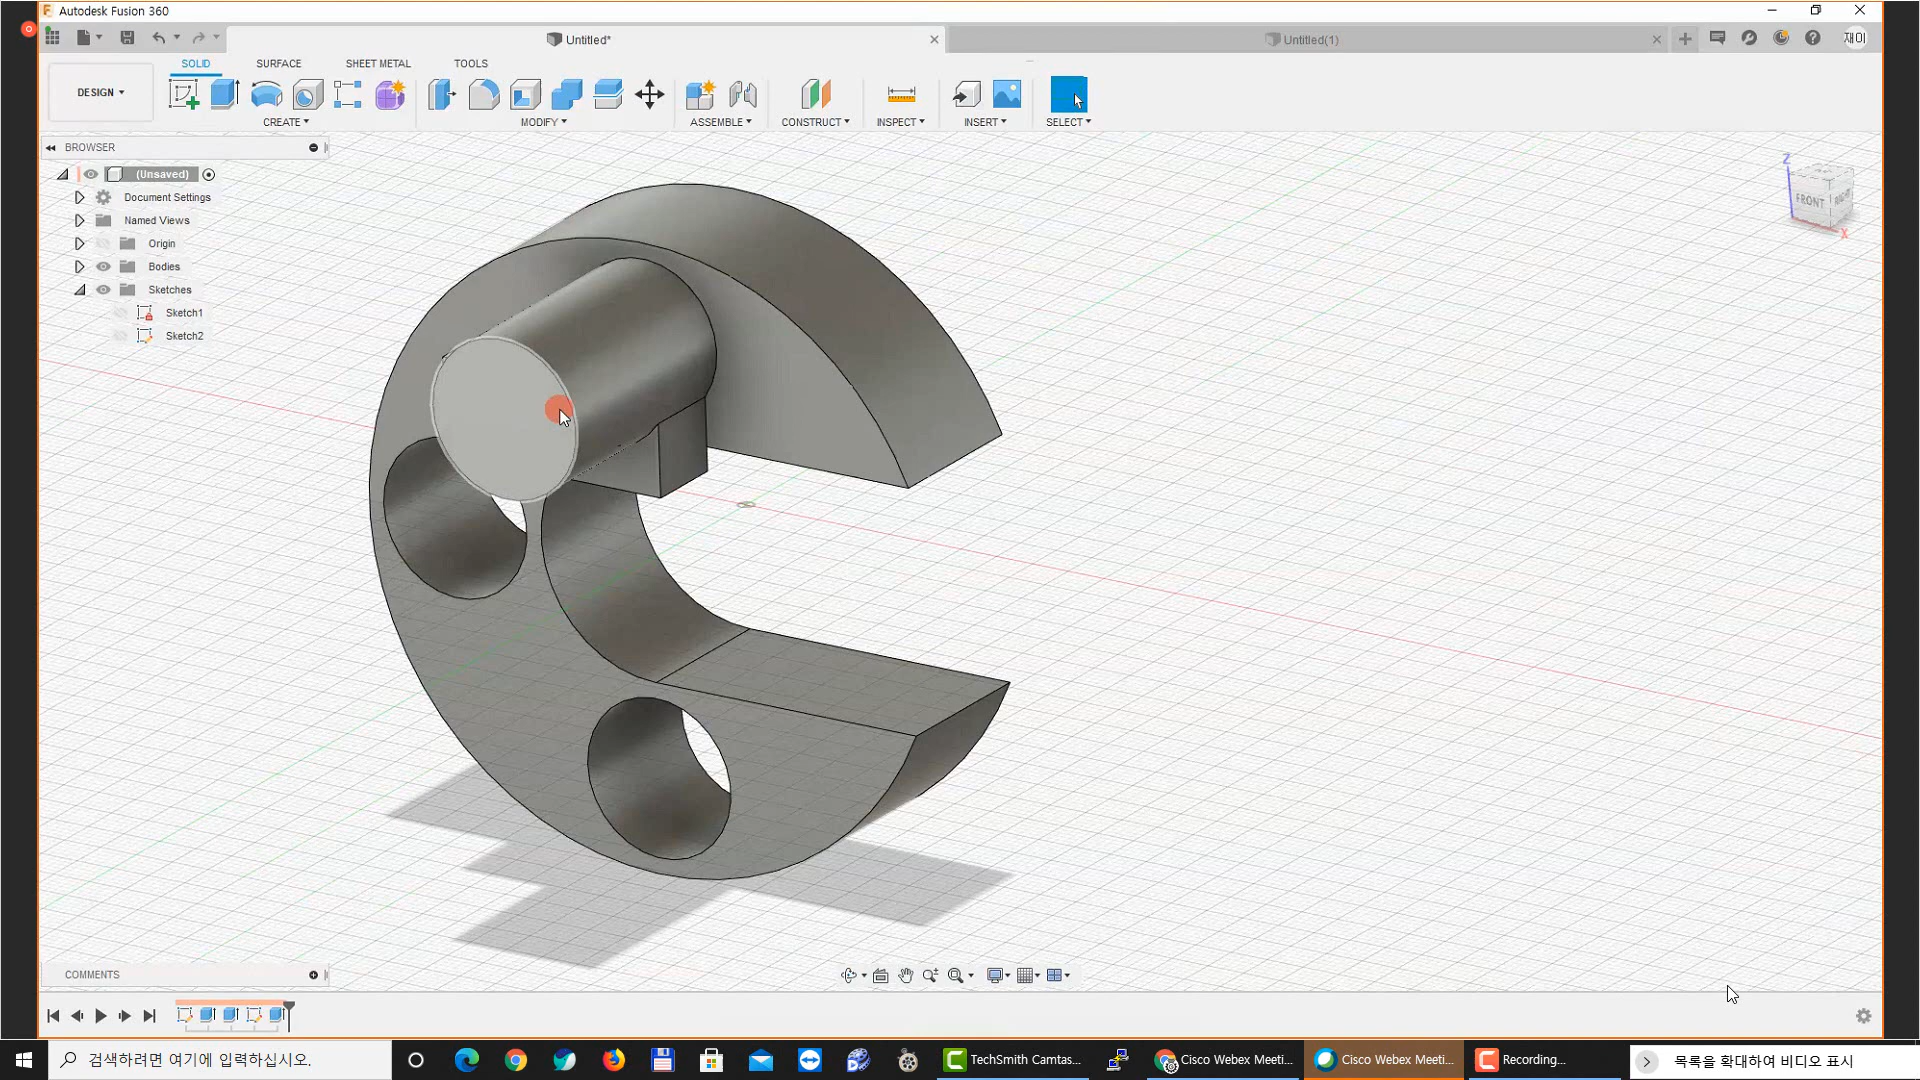 Autodesk Fusion 360
Untitled*
Untitled(1)
재이
SOLID
SURFACE
SHEET METAL
TOOLS
DESIGN
CREATE
MODIFY
ASSEMBLE
CONSTRUCT
INSPECT
INSERT
SELECT
BROWSER
(Unsaved)
Document Settings
Named Views
Origin
Bodies
Sketches
Sketch1
Sketch2
Z
FRONT
RIGHT
X
COMMENTS
검색하려면 여기에 입력하십시오.
TechSmith Camtas...
Cisco Webex Meeti...
Cisco Webex Meeti...
Recording...
목록을 확대하여 비디오 표시